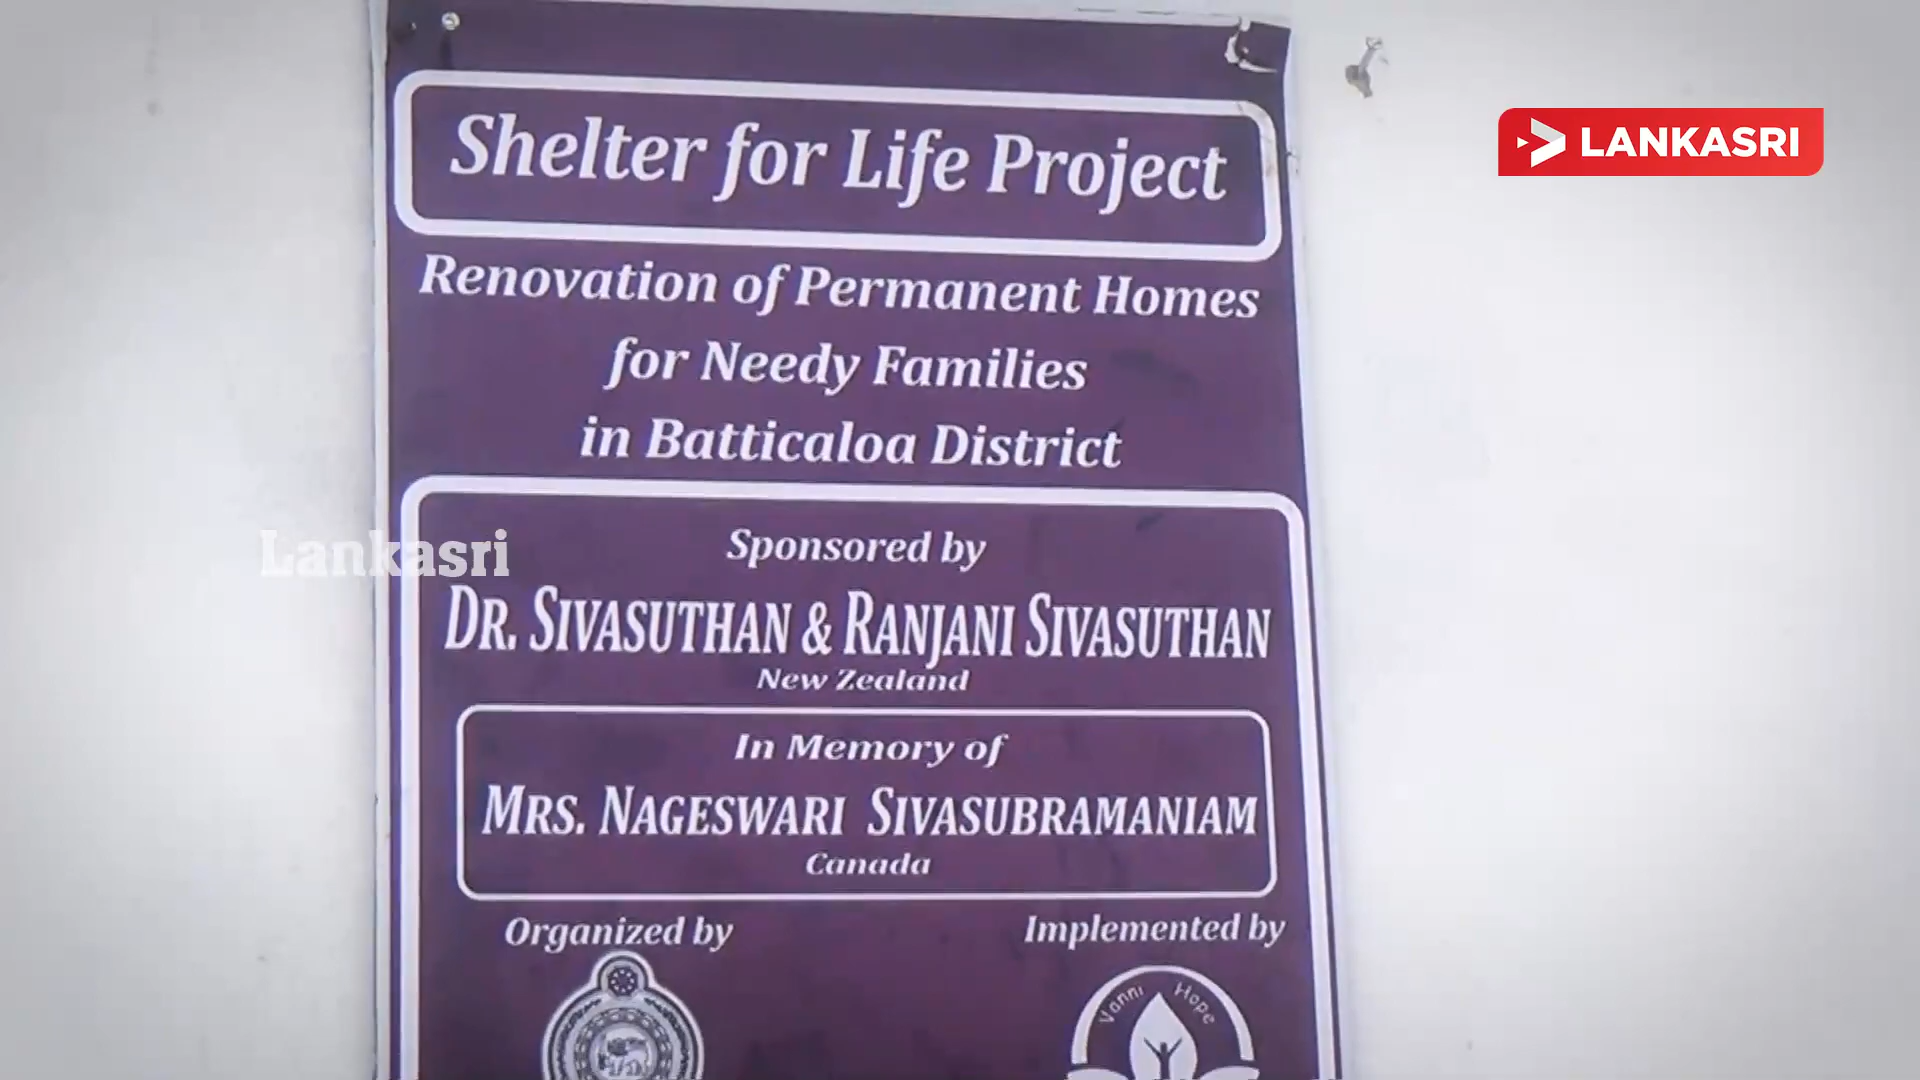 LANKASRI
Shelter for Life Project
Renovation of Permanent Homes
for Needy Families
in Batticaloa District
Lankasri
Sponsored by
DR. SIVASUTHAN & RANJANI SIVASUTHAN
New Zealand
In Memory of
MRS. NAGESWARI SIVASUBRAMANIAM
Canada
Organized by
Implemented by
Vanni Hope